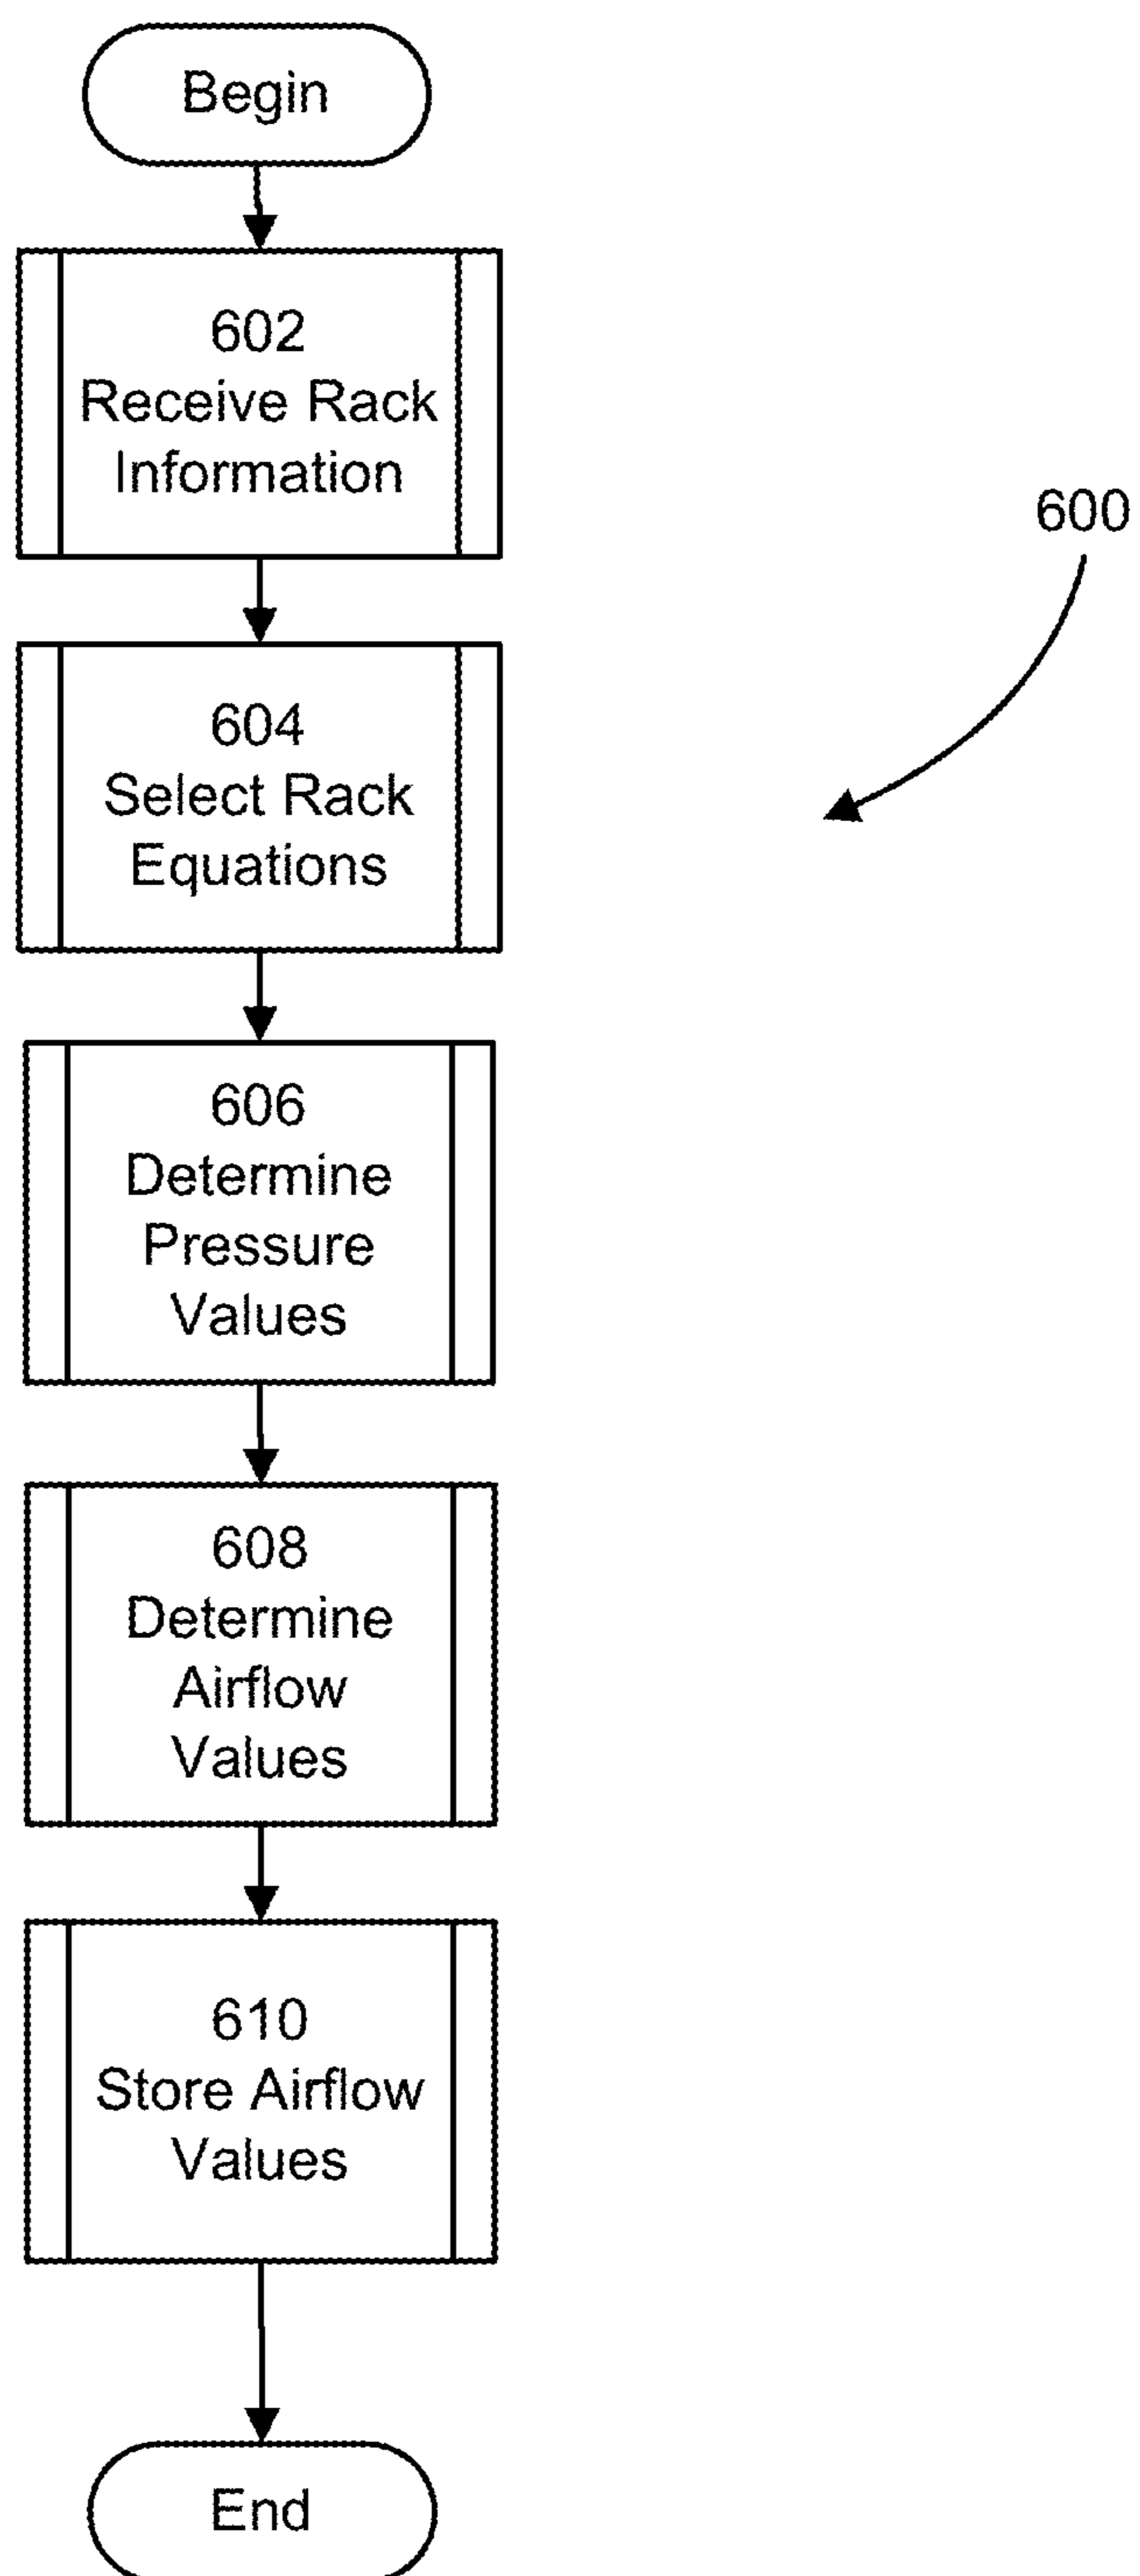 Begin
602
Receive Rack
Information
600
604
Select Rack
Equations
606
Determine
Pressure
Values
608
Determine
Airflow
Values
610
Store Airflow
Values
End